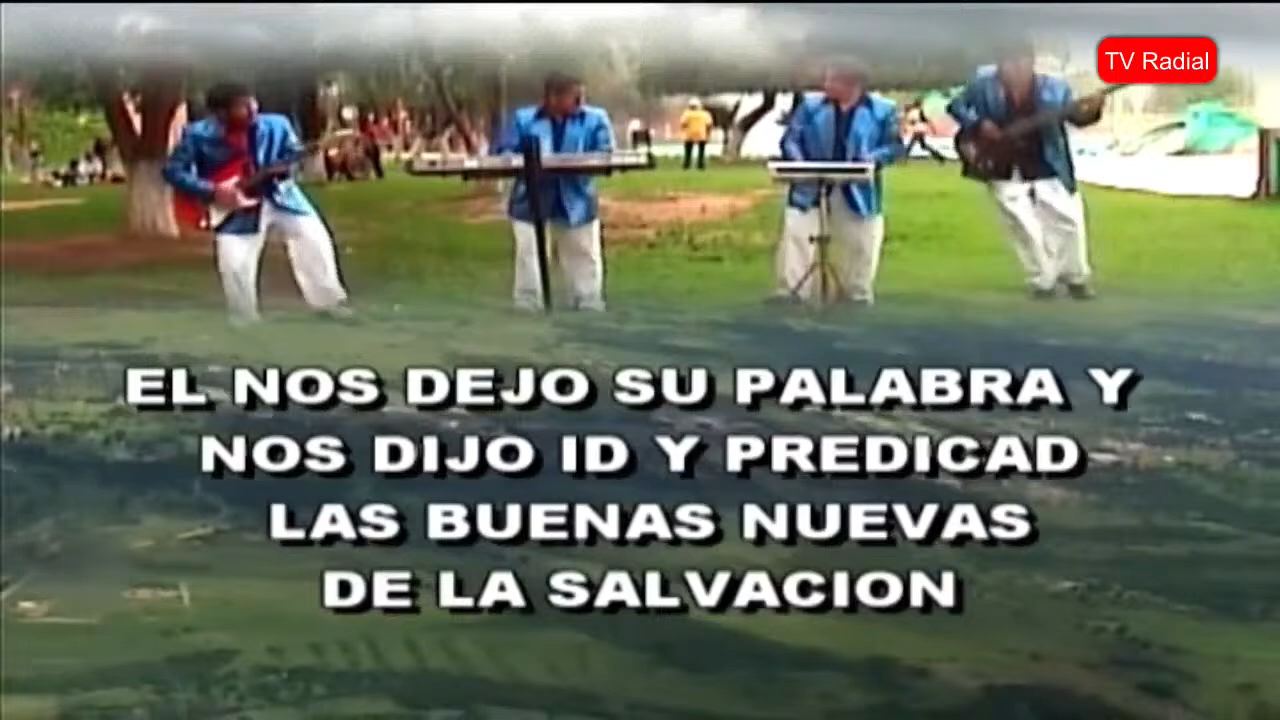 TV Radial
EL NOS DEJO SU PALABRA Y
NOS DIJO ID Y PREDICAD
LAS BUENAS NUEVAS
DE LA SALVACION